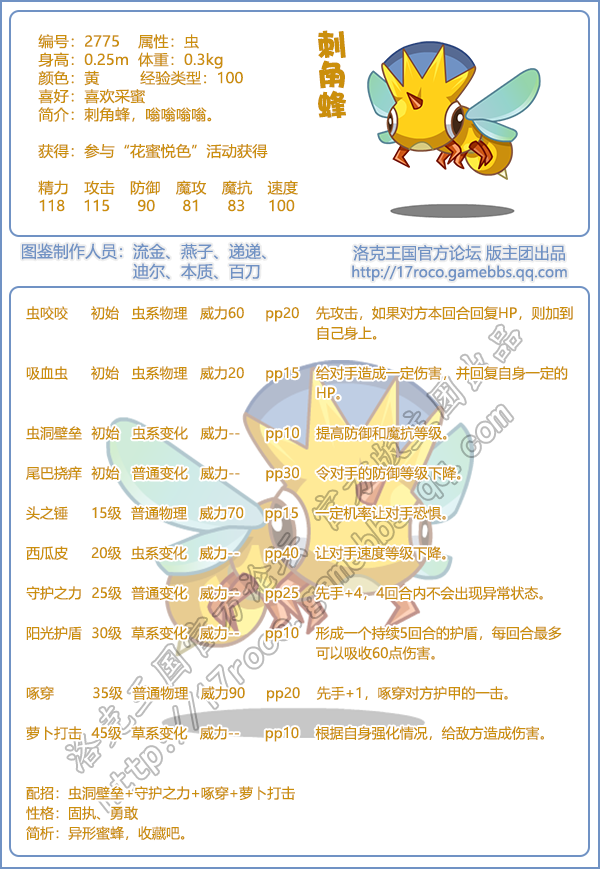 编号：2775 属性：虫
身高：0.25m 体重：0.3kg
颜色：黄 经验类型：100
喜好：喜欢采蜜
简介：刺角蜂，嗡嗡嗡嗡。
获得：参与“花蜜悦色”活动获得
精力 攻击 防御 魔攻 魔抗 速度
118 115 90 81 83 100
刺角蜂
图鉴制作人员：流金、燕子、递递、
迪尔、本质、百刀
洛克王国官方论坛 版主团出品
http://17roco.gamebbs.qq.com
虫咬咬 初始 虫系物理 威力60 pp20 先攻击，如果对方本回合回复HP，则加到
自己身上。
吸血虫 初始 虫系物理 威力20 pp15 给对手造成一定伤害，并回复自身一定的
HP。
虫洞壁垒 初始 虫系变化 威力-- pp10 提高防御和魔抗等级。
尾巴挠痒 初始 普通变化 威力-- pp30 令对手的防御等级下降。
头之锤 15级 普通物理 威力70 pp15 一定机率让对手恐惧。
西瓜皮 20级 虫系变化 威力-- pp40 让对手速度等级下降。
守护之力 25级 普通变化 威力-- pp25 先手+4，4回合内不会出现异常状态。
阳光护盾 30级 草系变化 威力-- pp10 形成一个持续5回合的护盾，每回合最多
可以吸收60点伤害。
啄穿 35级 普通物理 威力90 pp20 先手+1，啄穿对方护甲的一击。
萝卜打击 45级 草系变化 威力-- pp10 根据自身强化情况，给敌方造成伤害。
配招：虫洞壁垒+守护之力+啄穿+萝卜打击
性格：固执、勇敢
简析：异形蜜蜂，收藏吧。
洛克王国官方论坛 官方版主团出品
http://17roco.gamebbs.qq.com